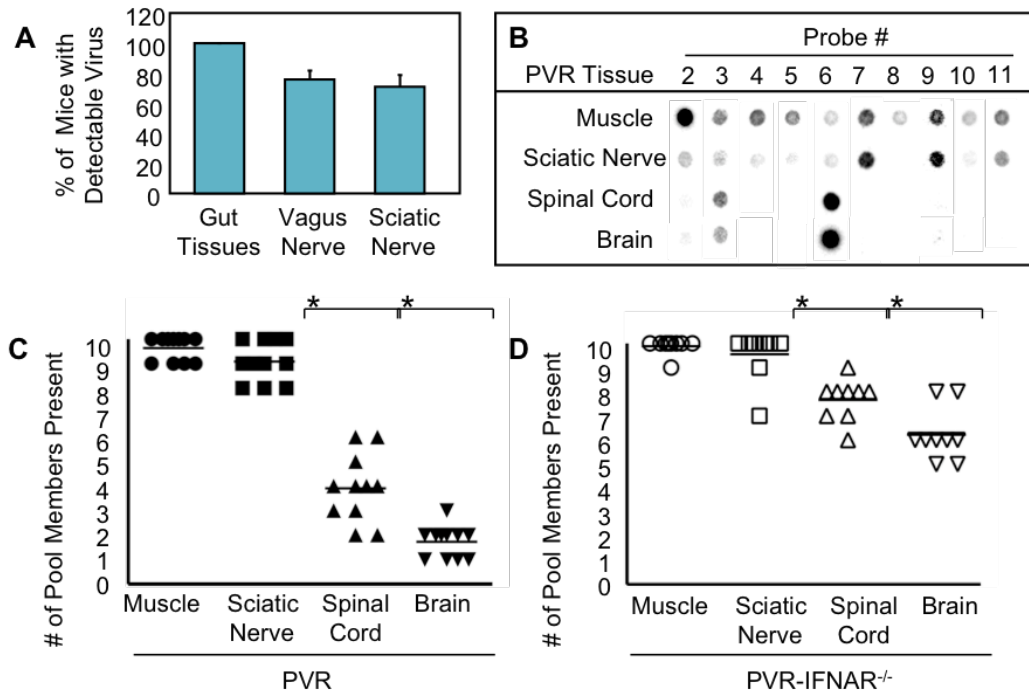 A
% of Mice with
Detectable Virus
120
100
80
60
40
20
0
Gut
Tissues
Vagus
Nerve
Sciatic
Nerve
B
Probe #
PVR Tissue 2 3 4 5 6 7 8 9 10 11
Muscle
Sciatic Nerve
Spinal Cord
Brain
C
# of Pool Members Present
10
9
8
7
6
5
4
3
2
1
0
* *
Muscle
Sciatic
Nerve
Spinal
Cord
Brain
PVR
D
# of Pool Members Present
10
9
8
7
6
5
4
3
2
1
0
* *
Muscle
Sciatic
Nerve
Spinal
Cord
Brain
PVR-IFNAR-/-